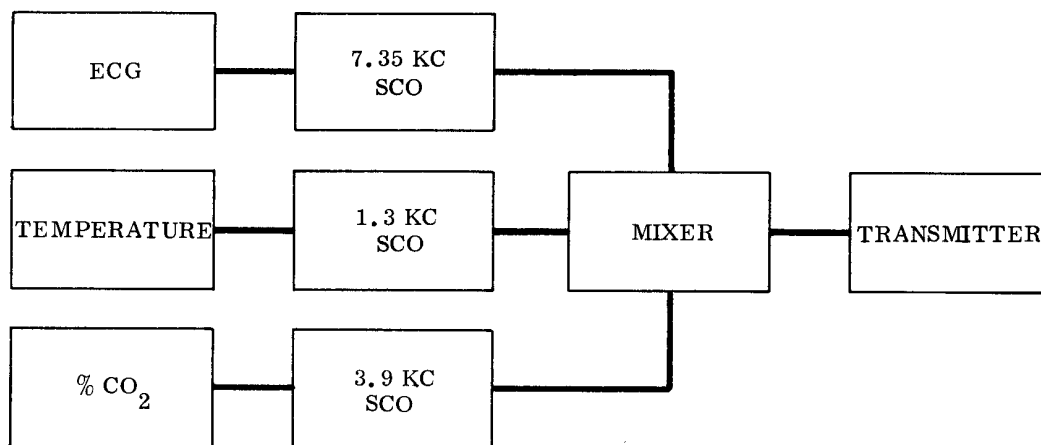 ECG
7.35 KC
SCO
TEMPERATURE
1.3 KC
SCO
MIXER
TRANSMITTER
% CO₂
3.9 KC
SCO